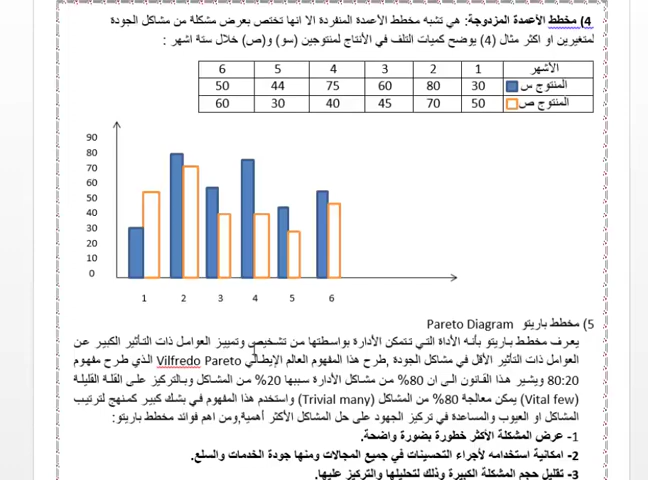 4) مخطط الأعمدة المزدوجة: هي تشبه مخطط الأعمدة المنفردة الا انها تختص بعرض مشكلة من مشاكل الجودة
لمتغيرين او اكثر مثال (4) يوضح كميات التلف في الأنتاج لمنتوجين (سو) و(ص) خلال ستة اشهر :
الأشهر 1 2 3 4 5 6
المنتوج س 30 80 60 75 44 50
المنتوج ص 50 70 45 40 30 60
90
80
70
60
50
40
30
20
10
0
1 2 3 4 5 6
5) مخطط باريتو Pareto Diagram
يعرف مخطط باريتو بأنه الأداة التي تتمكن الأدارة بواسطتها من تشخيص وتمييز العوامل ذات التأثير الكبير عن
العوامل ذات التأثير الأقل في مشاكل الجودة ,طرح هذا المفهوم العالم الإيطالي Vilfredo Pareto الذي طرح مفهوم
80:20 ويشير هذا القانون الى ان 80% من مشاكل الأدارة سببها 20% من المشاكل وبالتركيز على القلة القليلة
(Vital few) يمكن معالجة 80% من المشاكل (Trivial many) واستخدم هذا المفهوم في بشك كبير كمنهج لترتيب
المشاكل او العيوب والمساعدة في تركيز الجهود على حل المشاكل الأكثر أهمية,ومن اهم فوائد مخطط باريتو:
1- عرض المشكلة الأكثر خطورة بصورة واضحة.
2- امكانية استخدامه لأجراء التحسينات في جميع المجالات ومنها جودة الخدمات والسلع.
3- تقليل حجم المشكلة الكبيرة وذلك لتحليلها والتركيز عليها.